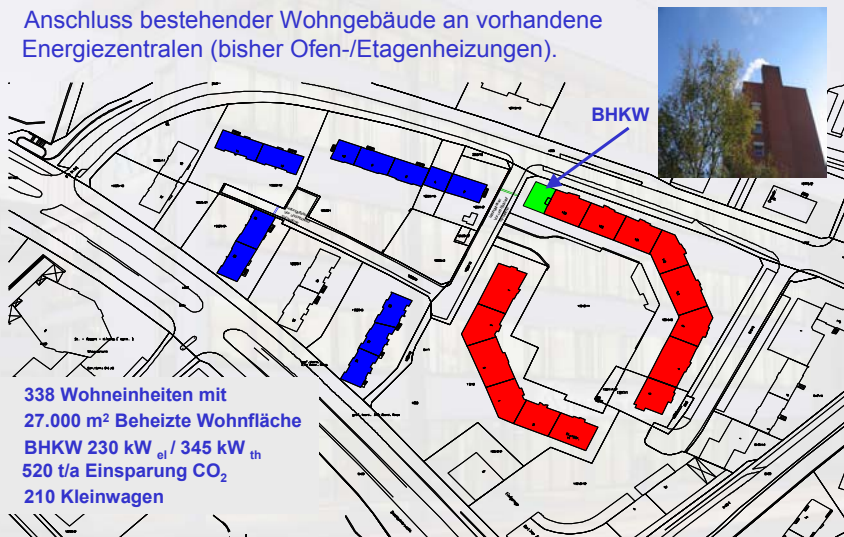 Anschluss bestehender Wohngebäude an vorhandene
Energiezentralen (bisher Ofen-/Etagenheizungen).
BHKW
338 Wohneinheiten mit
27.000 m² Beheizte Wohnfläche
BHKW 230 kW el / 345 kW th
520 t/a Einsparung CO₂
210 Kleinwagen